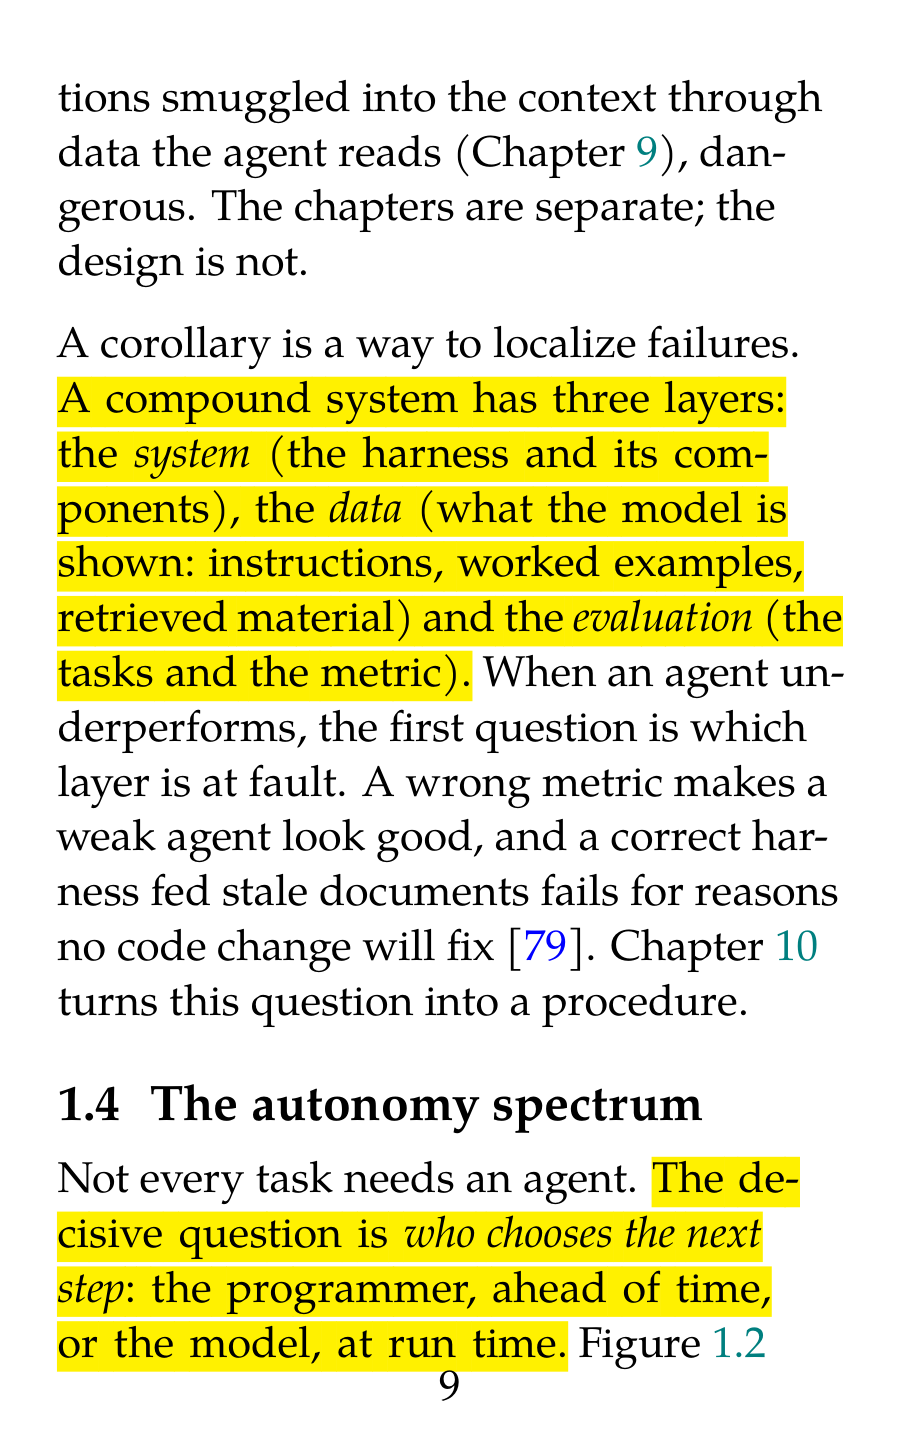 tions smuggled into the context through
data the agent reads (Chapter 9), dan-
gerous. The chapters are separate; the
design is not.
A corollary is a way to localize failures.
A compound system has three layers:
the system (the harness and its com-
ponents), the data (what the model is
shown: instructions, worked examples,
retrieved material) and the evaluation (the
tasks and the metric). When an agent un-
derperforms, the first question is which
layer is at fault. A wrong metric makes a
weak agent look good, and a correct har-
ness fed stale documents fails for reasons
no code change will fix [79]. Chapter 10
turns this question into a procedure.
1.4 The autonomy spectrum
Not every task needs an agent. The de-
cisive question is who chooses the next
step: the programmer, ahead of time,
or the model, at run time. Figure 1.2
9